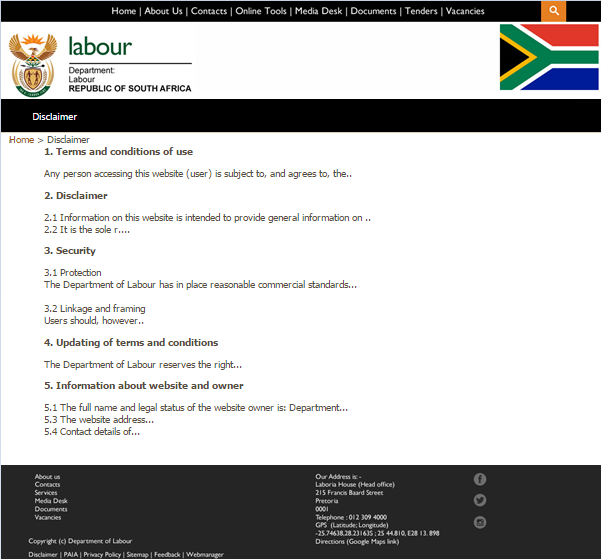 Home | About Us | Contacts | Online Tools | Media Desk | Documents | Tenders | Vacancies
labour
Department:
Labour
REPUBLIC OF SOUTH AFRICA
Disclaimer
Home > Disclaimer
1. Terms and conditions of use
Any person accessing this website (user) is subject to, and agrees to, the..
2. Disclaimer
2.1 Information on this website is intended to provide general information on ..
2.2 It is the sole r....
3. Security
3.1 Protection
The Department of Labour has in place reasonable commercial standards...
3.2 Linkage and framing
Users should, however..
4. Updating of terms and conditions
The Department of Labour reserves the right...
5. Information about website and owner
5.1 The full name and legal status of the website owner is: Department...
5.3 The website address...
5.4 Contact details of...
About us
Contacts
Services
Media Desk
Documents
Vacancies
Our Address is: -
Laboria House (Head office)
215 Francis Baard Street
Pretoria
0001
Telephone : 012 309 4000
GPS (Latitude; Longitude)
-25.74638,28.231635 ; 25 44.810, E28 13. 898
Directions (Google Maps link)
Copyright (c) Department of Labour
Disclaimer | PAIA | Privacy Policy | Sitemap | Feedback | Webmanager